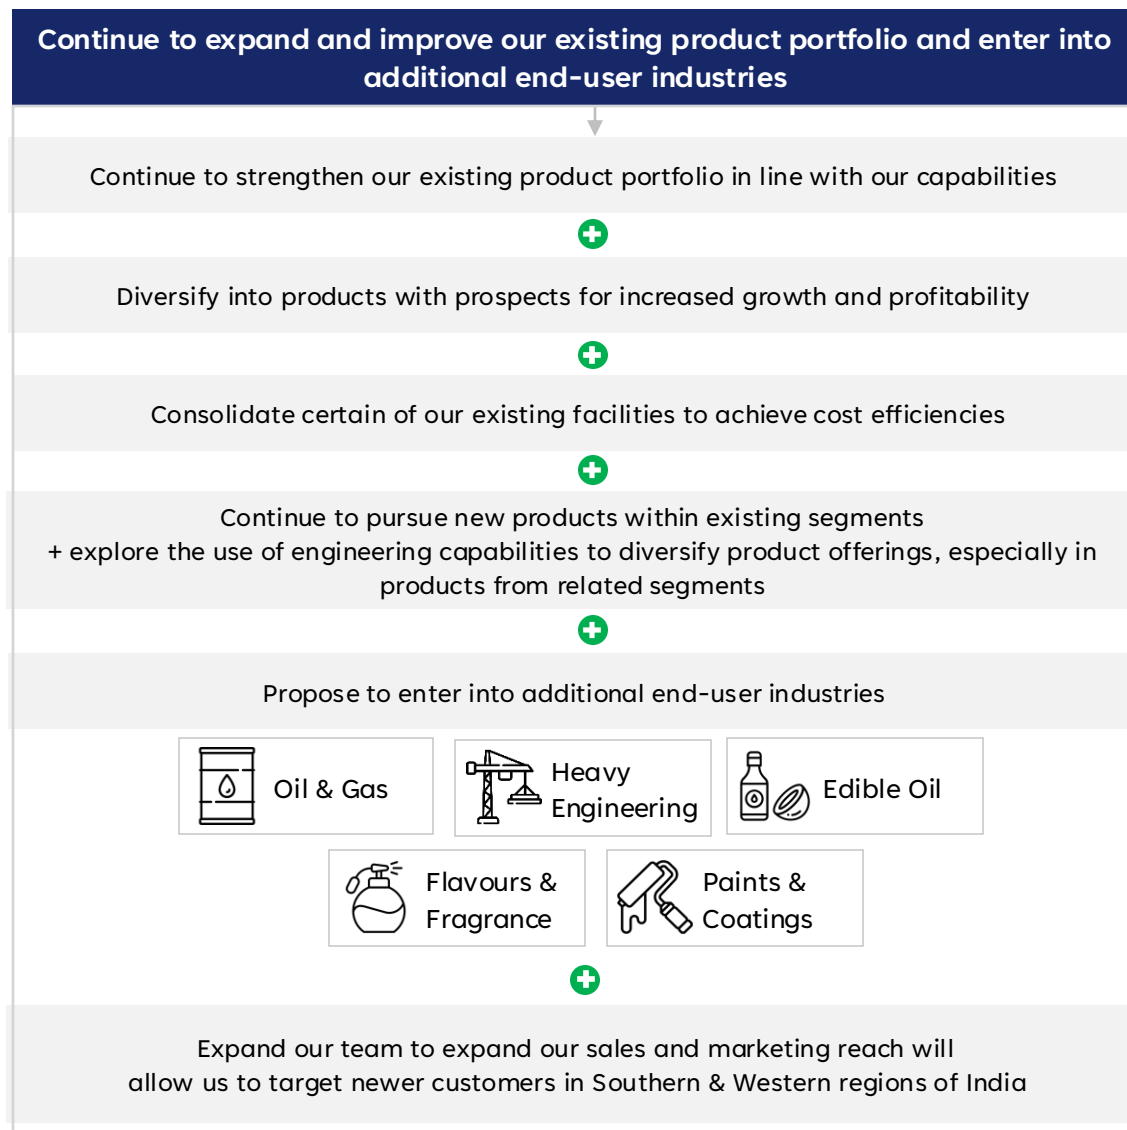 Continue to expand and improve our existing product portfolio and enter into
additional end-user industries
Continue to strengthen our existing product portfolio in line with our capabilities
Diversify into products with prospects for increased growth and profitability
Consolidate certain of our existing facilities to achieve cost efficiencies
Continue to pursue new products within existing segments
+ explore the use of engineering capabilities to diversify product offerings, especially in
products from related segments
Propose to enter into additional end-user industries
Oil & Gas
Heavy
Engineering
Edible Oil
Flavours &
Fragrance
Paints &
Coatings
Expand our team to expand our sales and marketing reach will
allow us to target newer customers in Southern & Western regions of India